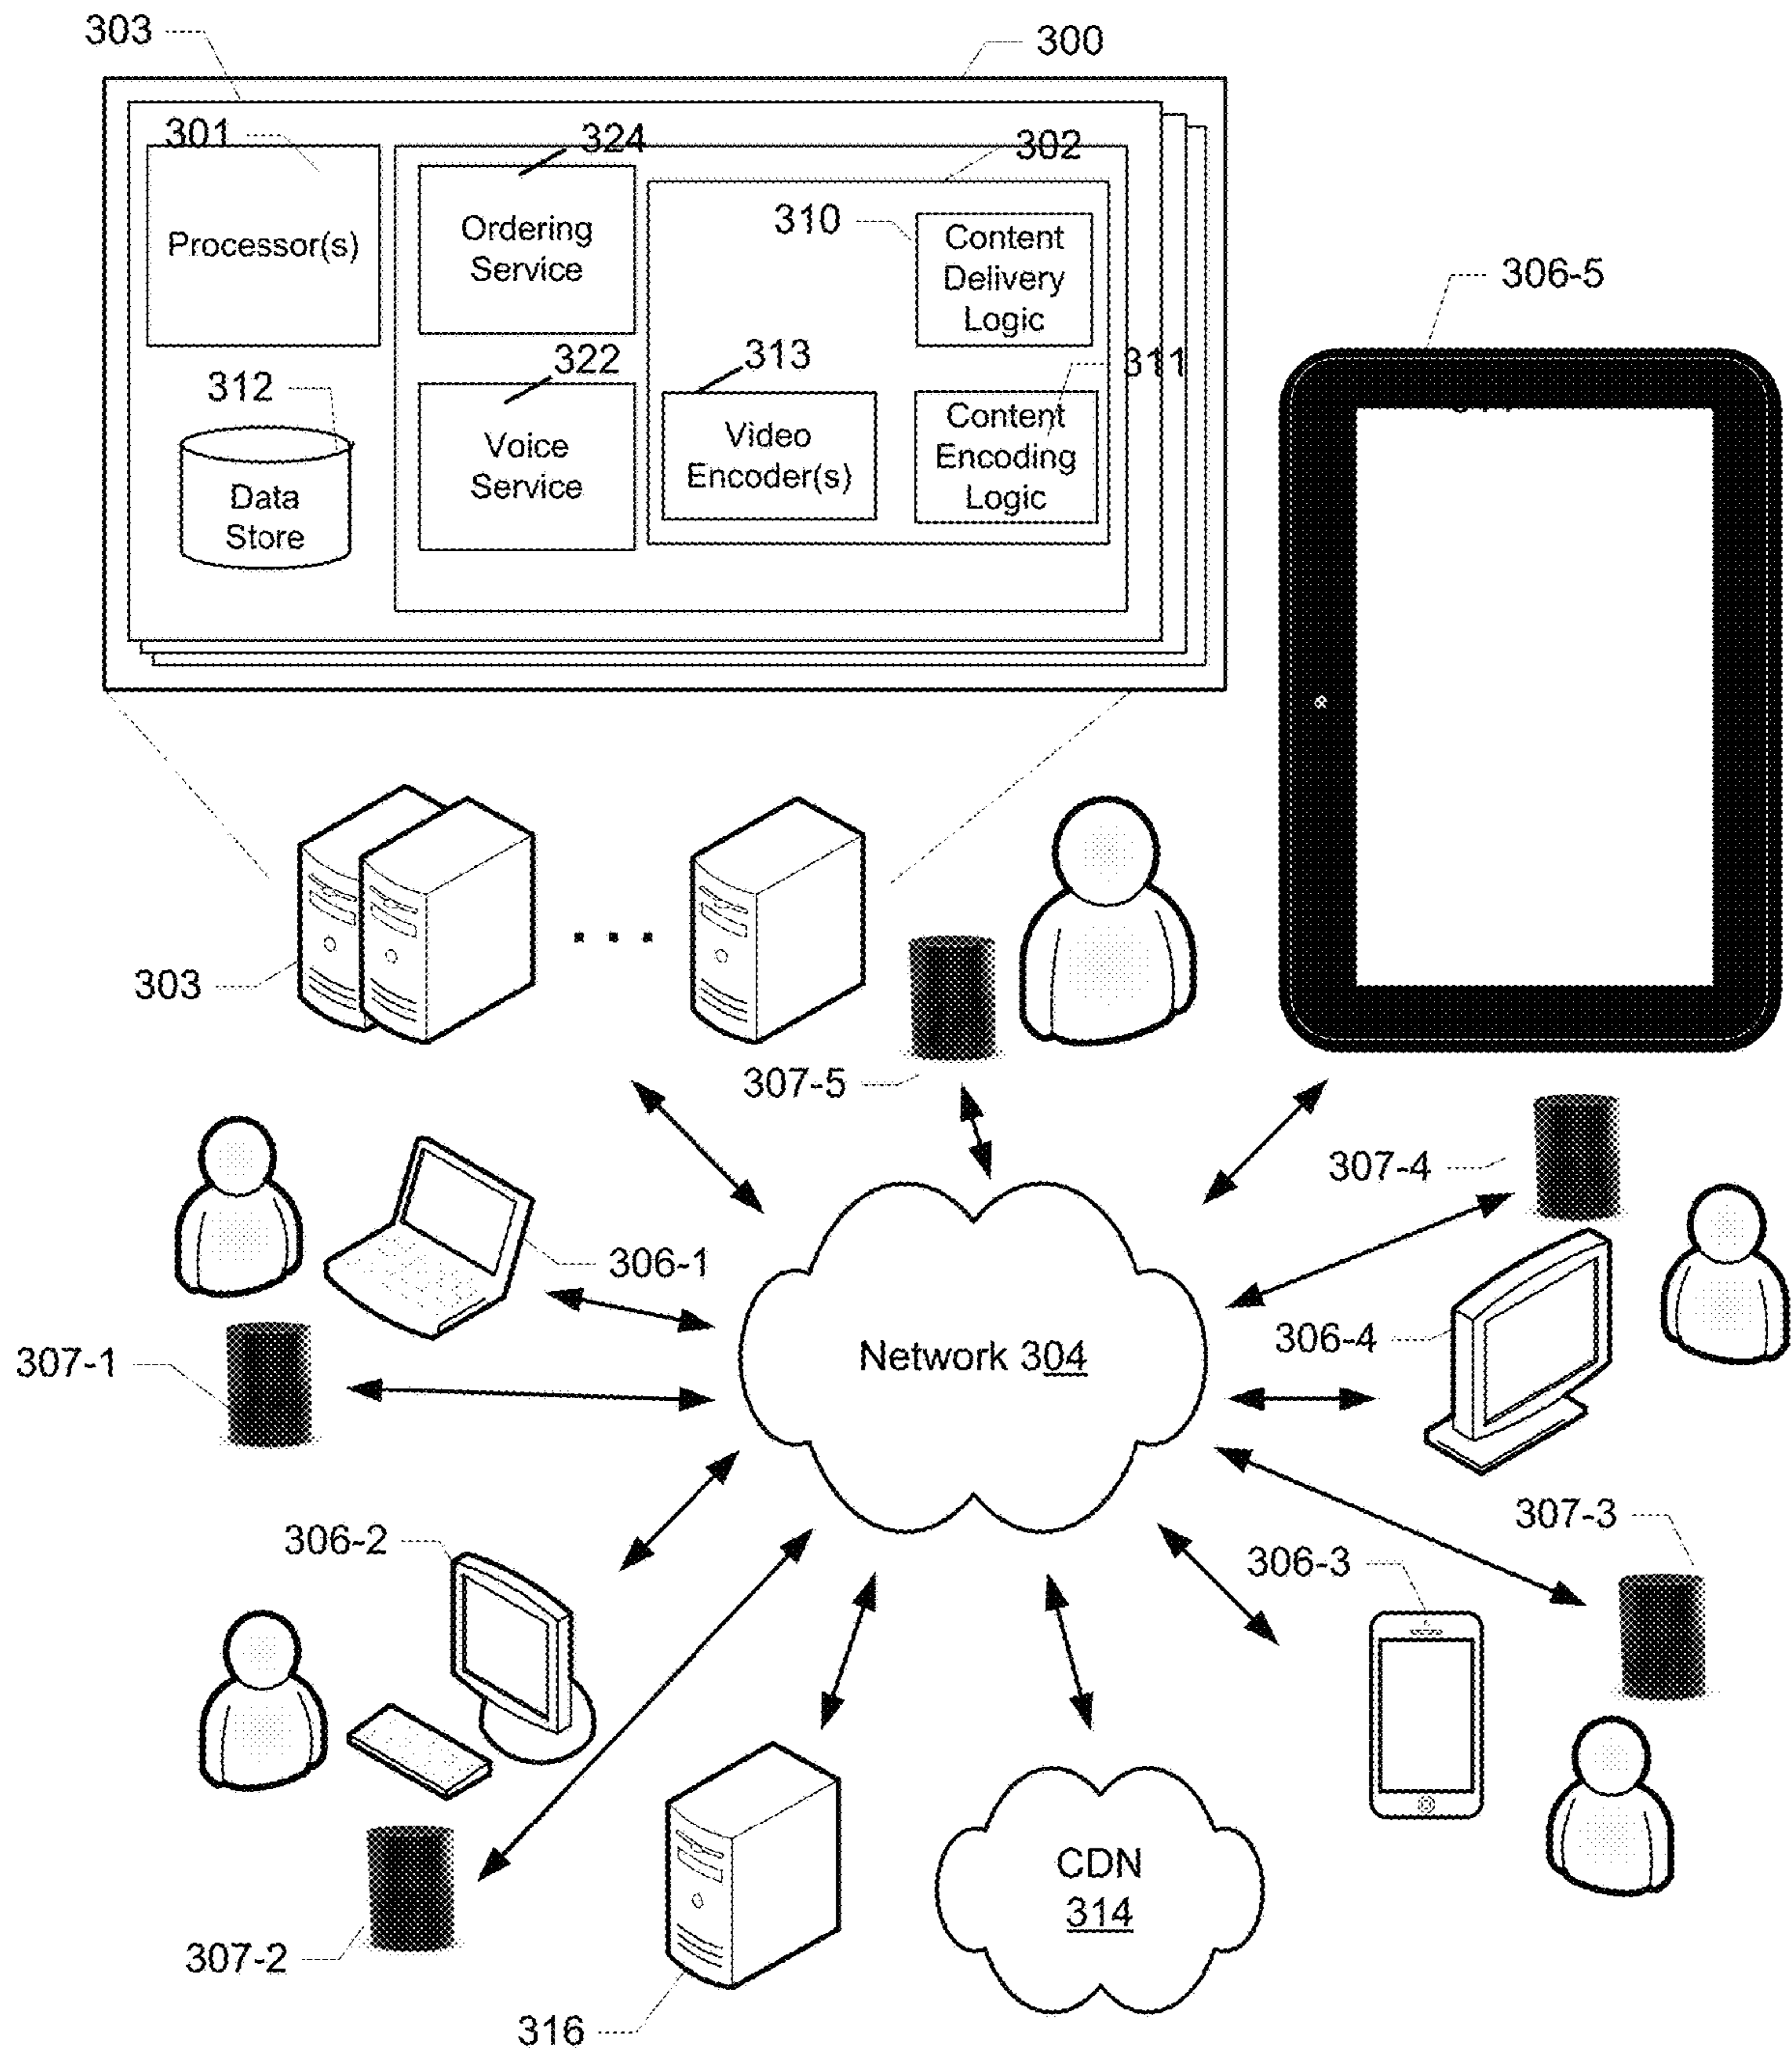 303
300
301
324
302
Processor(s)
Ordering
Service
310
Content
Delivery
Logic
306-5
312
322
313
311
Data
Store
Voice
Service
Video
Encoder(s)
Content
Encoding
Logic
303
307-5
307-4
306-1
307-1
Network 304
306-4
306-2
307-3
306-3
307-2
CDN
314
316